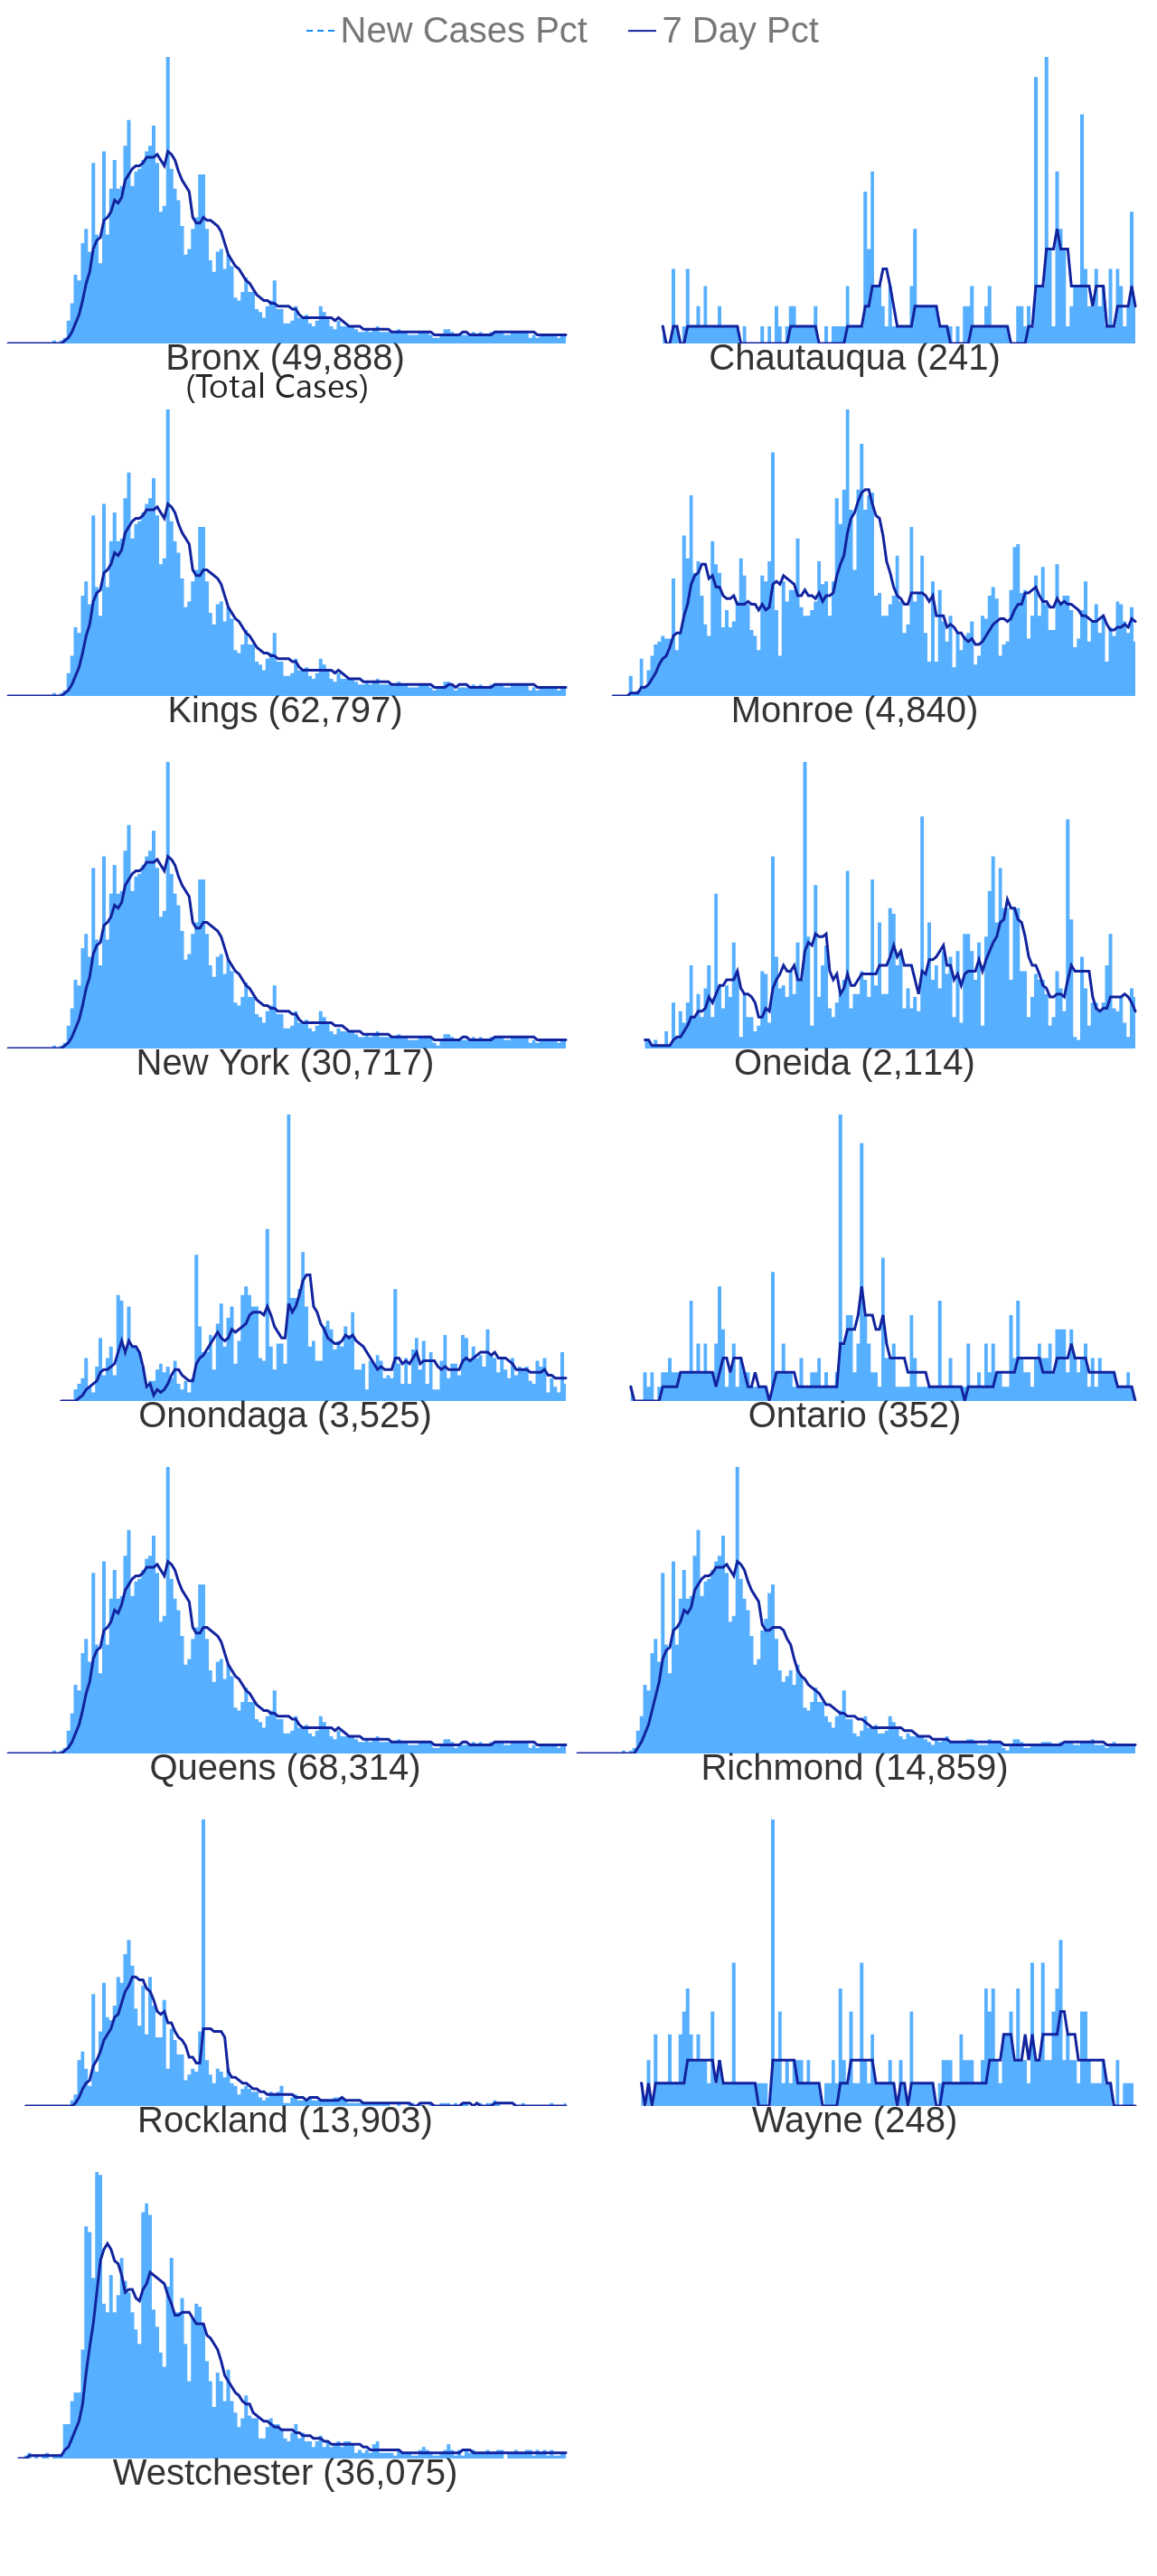 New Cases Pct 7 Day Pct
Bronx (49,888) Chautauqua (241)
(Total Cases)
Kings (62,797) Monroe (4,840)
New York (30,717) Oneida (2,114)
Onondaga (3,525) Ontario (352)
Queens (68,314) Richmond (14,859)
Rockland (13,903) Wayne (248)
Westchester (36,075)